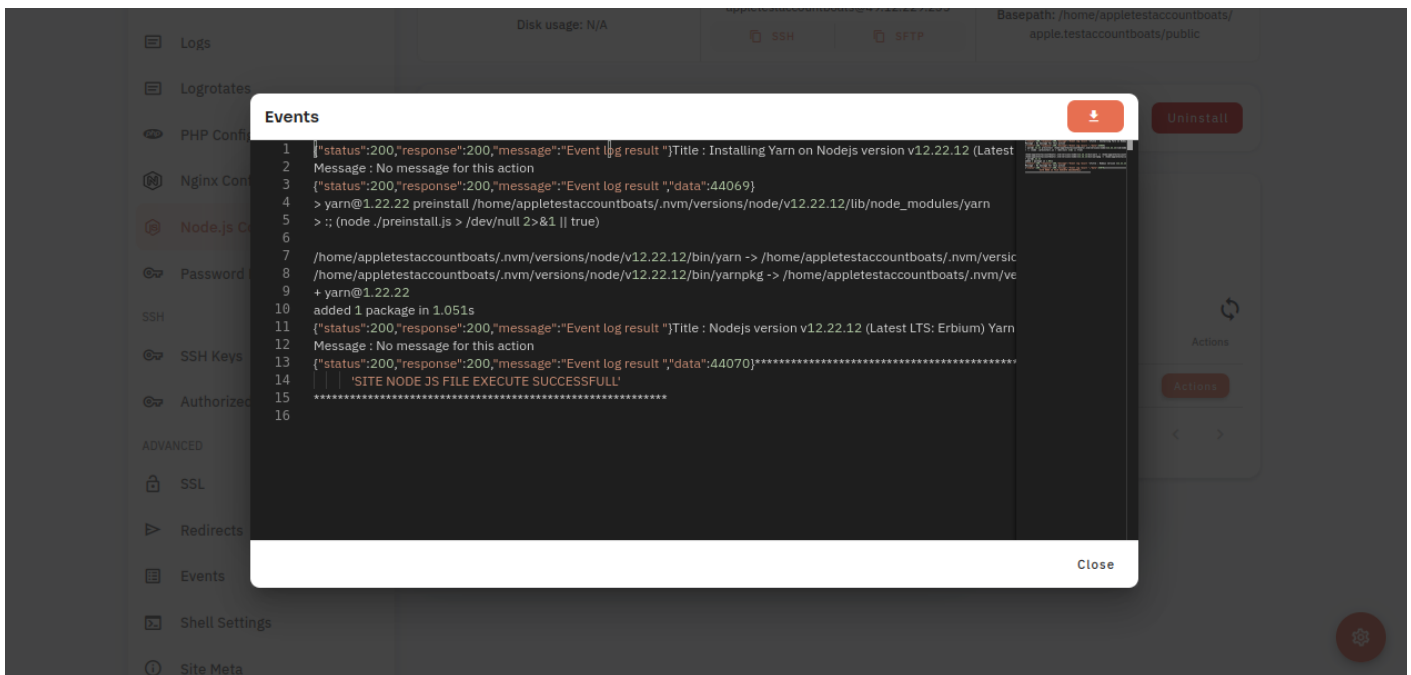 Disk usage: N/A
SSH
SFTP
Basepath: /home/appletestaccountboats/
apple.testaccountboats/public
Logs
Logrotates
PHP Confi
Nginx Con
Node.js C
Password
SSH
SSH Keys
Authorized
ADVANCED
SSL
Redirects
Events
Shell Settings
Site Meta
Uninstall
Actions
Actions
Events
1 {"status":200,"response":200,"message":"Event log result "}Title : Installing Yarn on Nodejs version v12.22.12 (Latest
2 Message : No message for this action
3 {"status":200,"response":200,"message":"Event log result ","data":44069}
4 > yarn@1.22.22 preinstall /home/appletestaccountboats/.nvm/versions/node/v12.22.12/lib/node_modules/yarn
5 > :; (node ./preinstall.js > /dev/null 2>&1 || true)
6
7 /home/appletestaccountboats/.nvm/versions/node/v12.22.12/bin/yarn -> /home/appletestaccountboats/.nvm/versic
8 /home/appletestaccountboats/.nvm/versions/node/v12.22.12/bin/yarnpkg -> /home/appletestaccountboats/.nvm/ve
9 + yarn@1.22.22
10 added 1 package in 1.051s
11 {"status":200,"response":200,"message":"Event log result "}Title : Nodejs version v12.22.12 (Latest LTS: Erbium) Yarn
12 Message : No message for this action
13 {"status":200,"response":200,"message":"Event log result ","data":44070}********************************************
14 'SITE NODE JS FILE EXECUTE SUCCESSFULL'
15 ************************************************************
16
Close